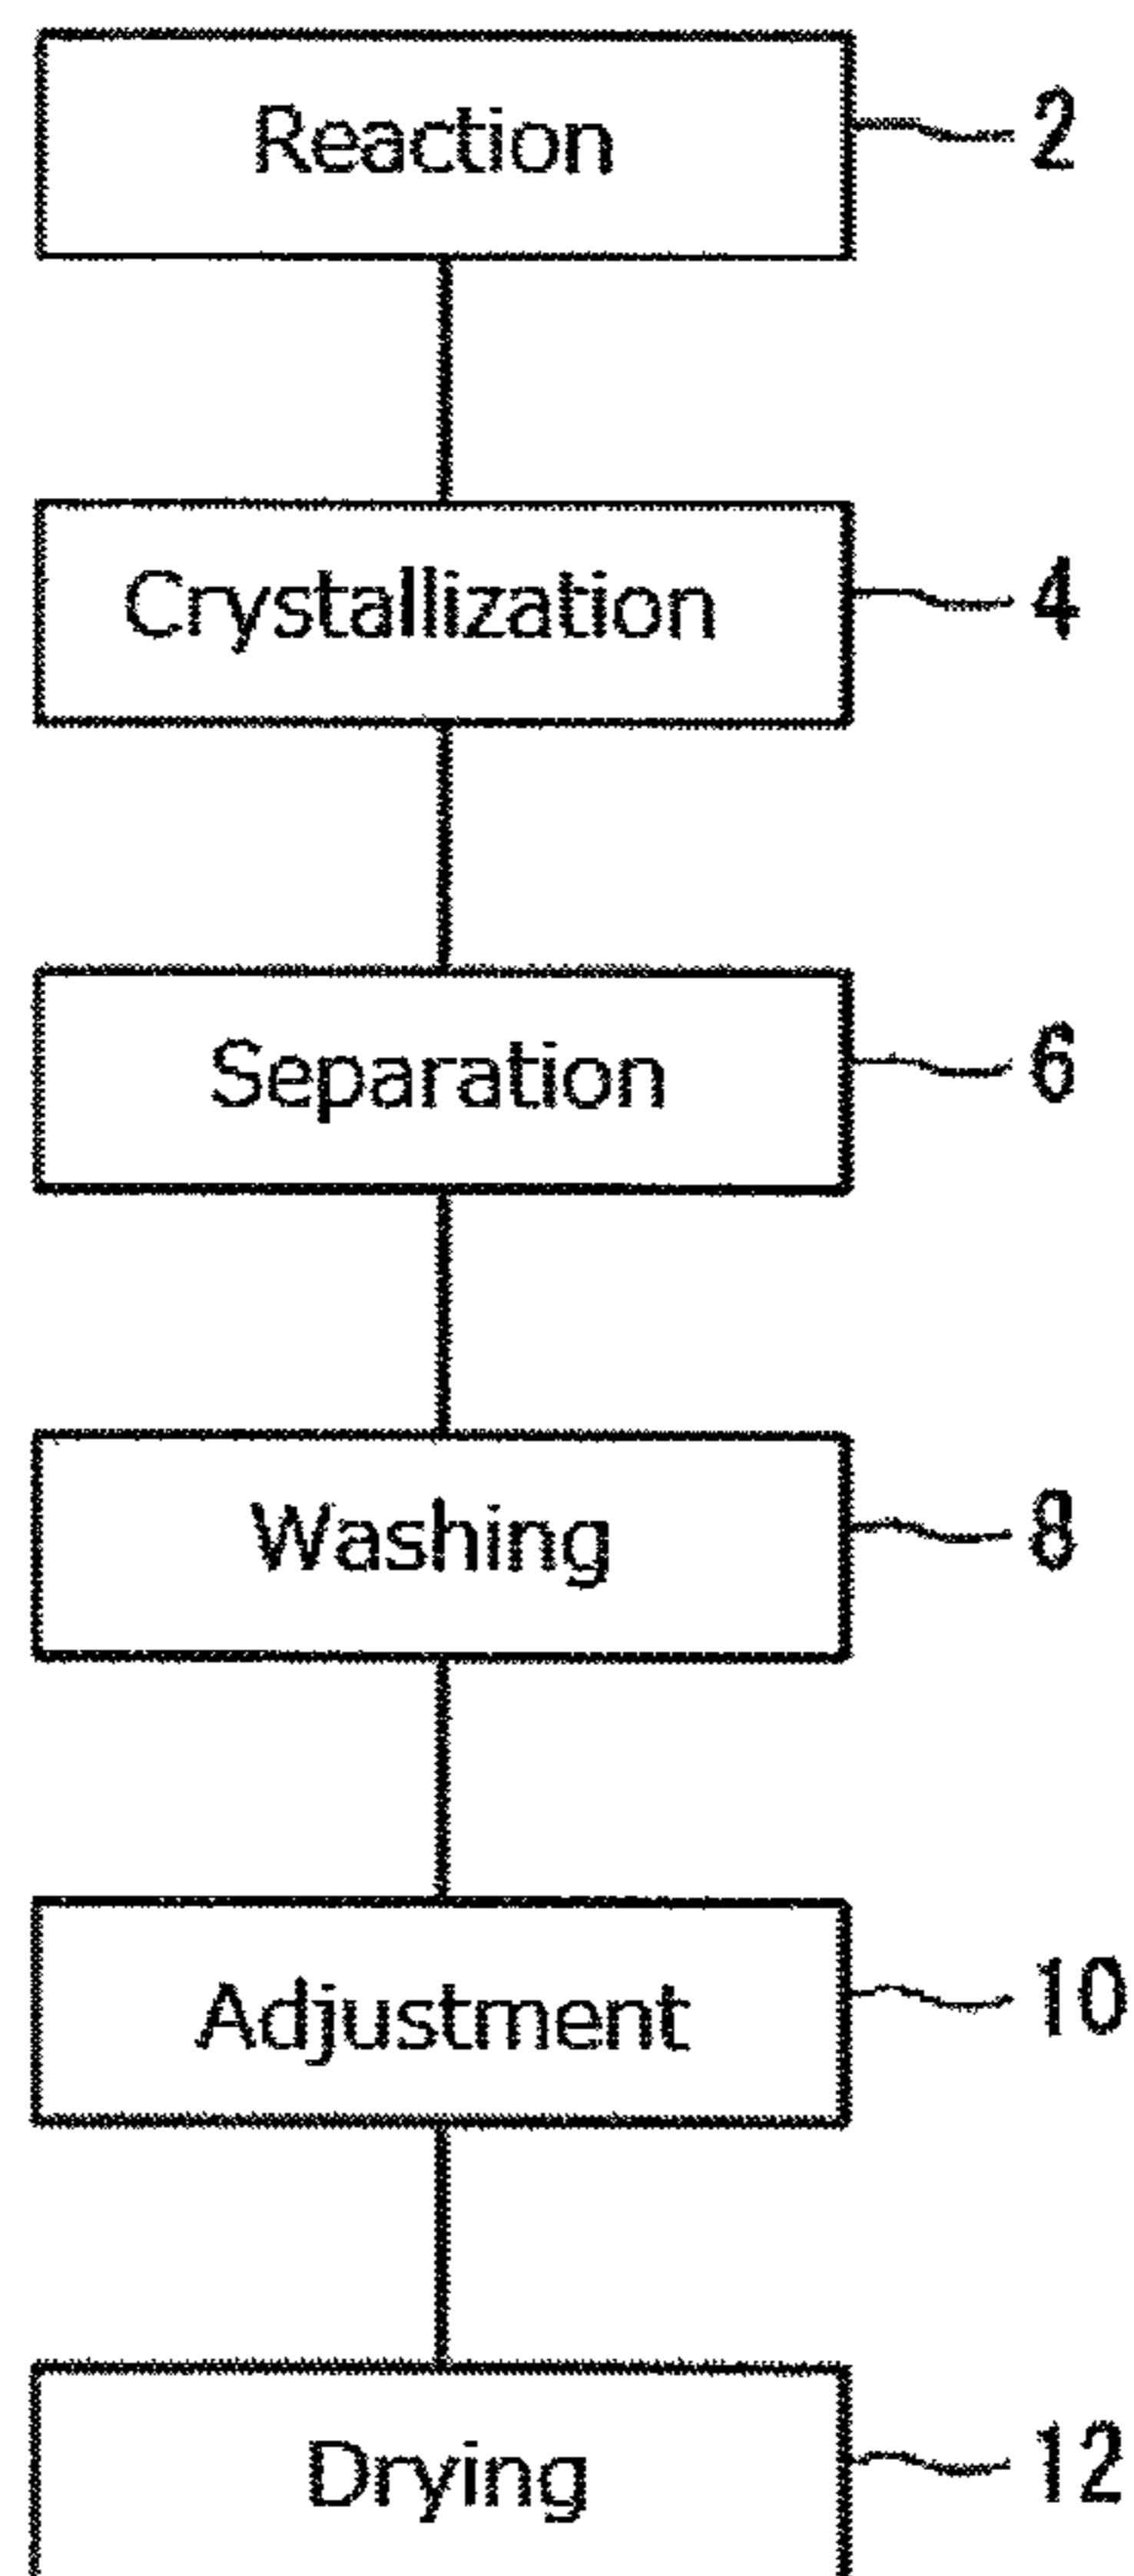 Reaction 2
Crystallization 4
Separation 6
Washing 8
Adjustment 10
Drying 12